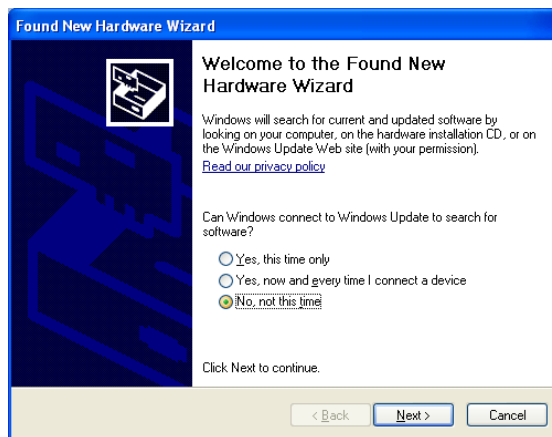 Found New Hardware Wizard
Welcome to the Found New
Hardware Wizard
Windows will search for current and updated software by
looking on your computer, on the hardware installation CD, or on
the Windows Update Web site (with your permission).
Read our privacy policy
Can Windows connect to Windows Update to search for
software?
Yes, this time only
Yes, now and every time I connect a device
No, not this time
Click Next to continue.
< Back
Next >
Cancel